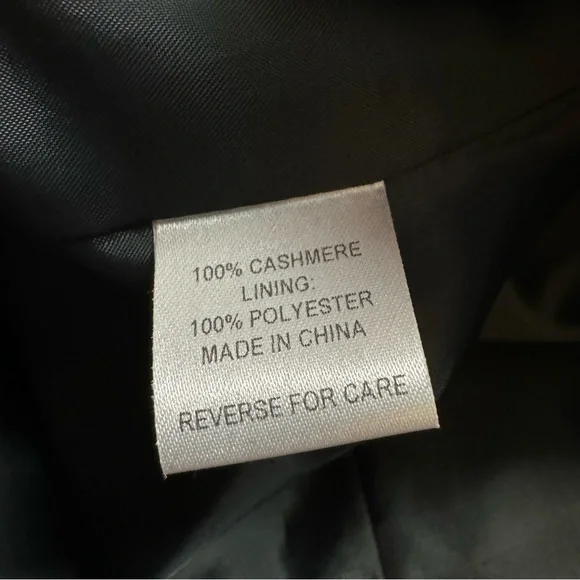 100% CASHMERE
LINING:
100% POLYESTER
MADE IN CHINA
REVERSE FOR CARE